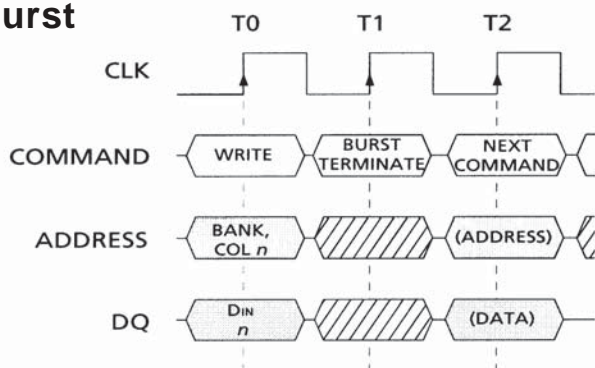 urst
T0 T1 T2
CLK
COMMAND WRITE BURST TERMINATE NEXT COMMAND
ADDRESS BANK, COL n (ADDRESS)
DQ DIN n (DATA)